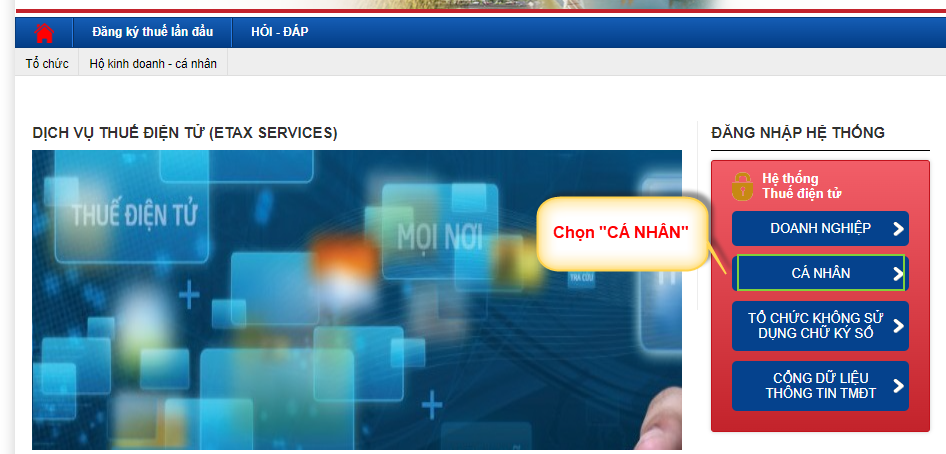 Đăng ký thuế lần đầu
HỎI - ĐÁP
Tổ chức
Hộ kinh doanh - cá nhân
DỊCH VỤ THUẾ ĐIỆN TỬ (ETAX SERVICES)
ĐĂNG NHẬP HỆ THỐNG
THUẾ ĐIỆN TỬ
MỌI NƠI
TRA CỨU
Chọn "CÁ NHÂN"
Hệ thống
Thuế điện tử
DOANH NGHIỆP
CÁ NHÂN
TỔ CHỨC KHÔNG SỬ
DỤNG CHỮ KÝ SỐ
CỔNG DỮ LIỆU
THÔNG TIN TMĐT